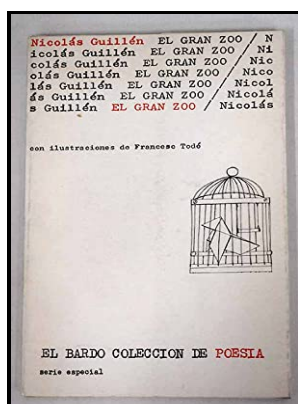 Nicolás Guillén EL GRAN ZOO / N
icolás Guillén EL GRAN ZOO / Ni
colás Guillén EL GRAN ZOO / Nic
olás Guillén EL GRAN ZOO / Nico
lás Guillén EL GRAN ZOO / Nicol
ás Guillén EL GRAN ZOO / Nicolá
s Guillén EL GRAN ZOO / Nicolás
con ilustraciones de Francesc Todó
EL BARDO COLECCION DE POESIA
serie especial